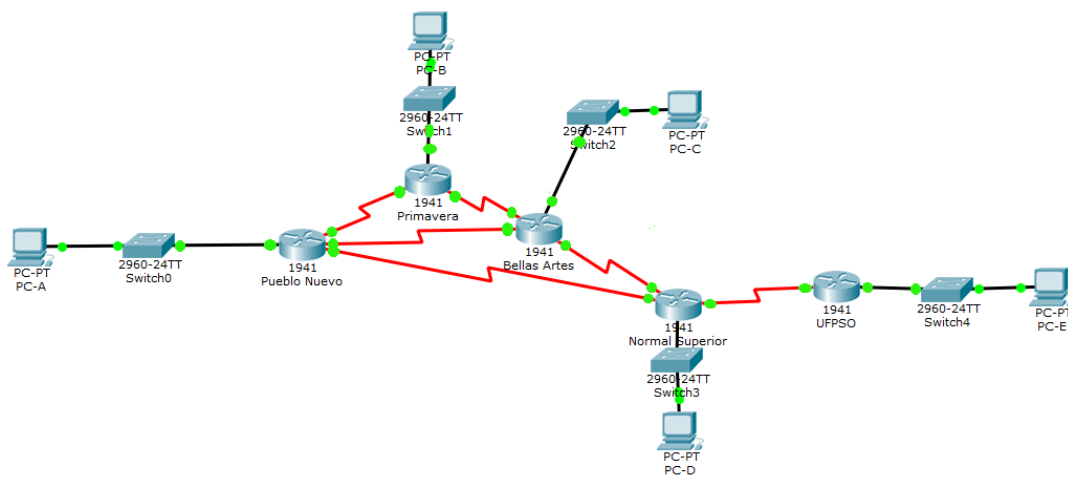 PC-PT
PC-B
2960-24TT
Switch1
1941
Primavera
2960-24TT
Switch2
PC-PT
PC-C
1941
Bellas Artes
PC-PT
PC-A
2960-24TT
Switch0
1941
Pueblo Nuevo
1941
Normal Superior
1941
UFPSO
2960-24TT
Switch4
PC-PT
PC-E
2960-24TT
Switch3
PC-PT
PC-D